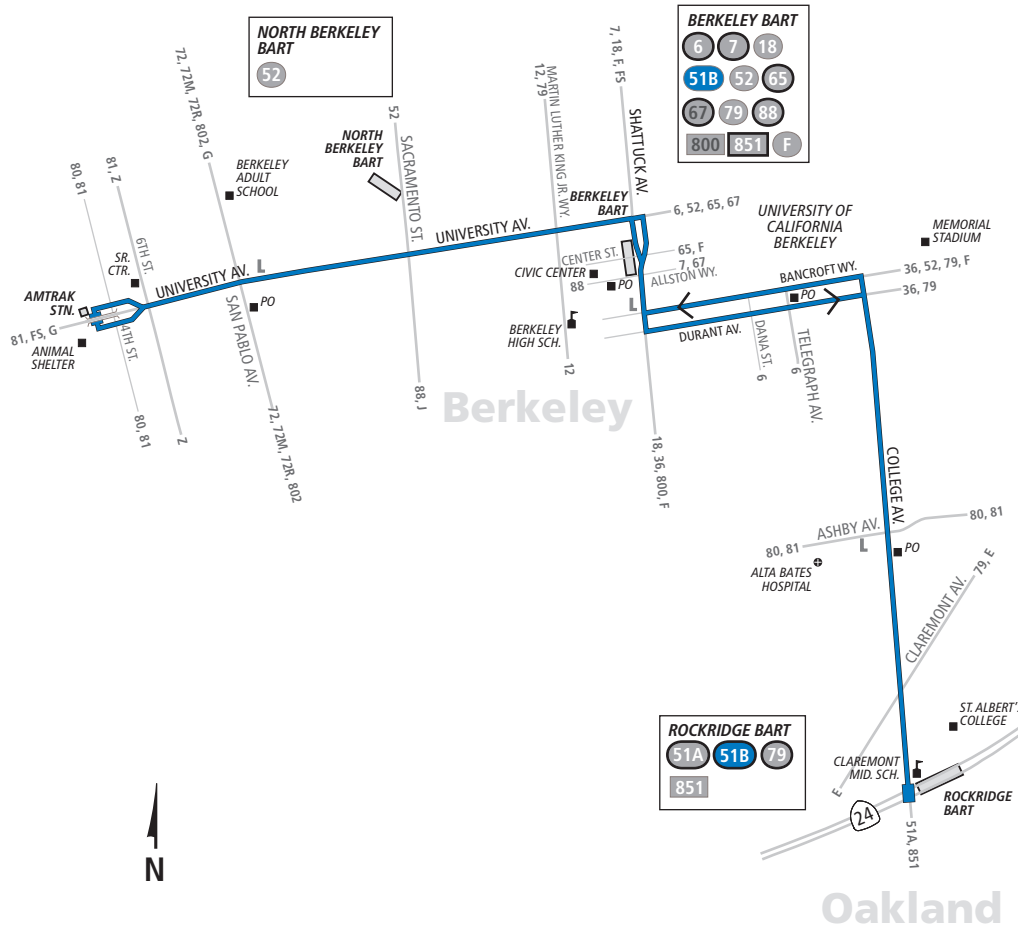 NORTH BERKELEY
BART
52
BERKELEY BART
6 7 18
51B 52 65
67 79 88
800 851 F
72, 72M, 72R, 802, G
7, 18, F, FS
MARTIN LUTHER KING JR. WY.
12, 79
SHATTUCK AV.
52
SACRAMENTO ST.
NORTH
BERKELEY
BART
80, 81
81, Z
BERKELEY
ADULT
SCHOOL
BERKELEY
BART
6, 52, 65, 67
UNIVERSITY OF
CALIFORNIA
BERKELEY
MEMORIAL
STADIUM
UNIVERSITY AV.
6TH ST.
SR.
CTR.
UNIVERSITY AV.
L
CENTER ST.
65, F
CIVIC CENTER
7, 67
ALLSTON WY.
88
PO
BANCROFT WY.
36, 52, 79, F
36, 79
PO
AMTRAK
STN.
81, FS, G
4TH ST.
ANIMAL
SHELTER
SAN PABLO AV.
PO
L
BERKELEY
HIGH SCH.
DURANT AV.
DANA ST.
6
TELEGRAPH AV.
6
12
88, J
80, 81
Z
72, 72M, 72R, 802
Berkeley
18, 36, 800, F
COLLEGE AV.
ASHBY AV.
80, 81
80, 81
L
PO
ALTA BATES
HOSPITAL
79, E
CLAREMONT AV.
ROCKRIDGE BART
51A 51B 79
851
ST. ALBERT'
COLLEGE
CLAREMONT
MID. SCH.
E
24
ROCKRIDGE
BART
51A, 851
N
Oakland